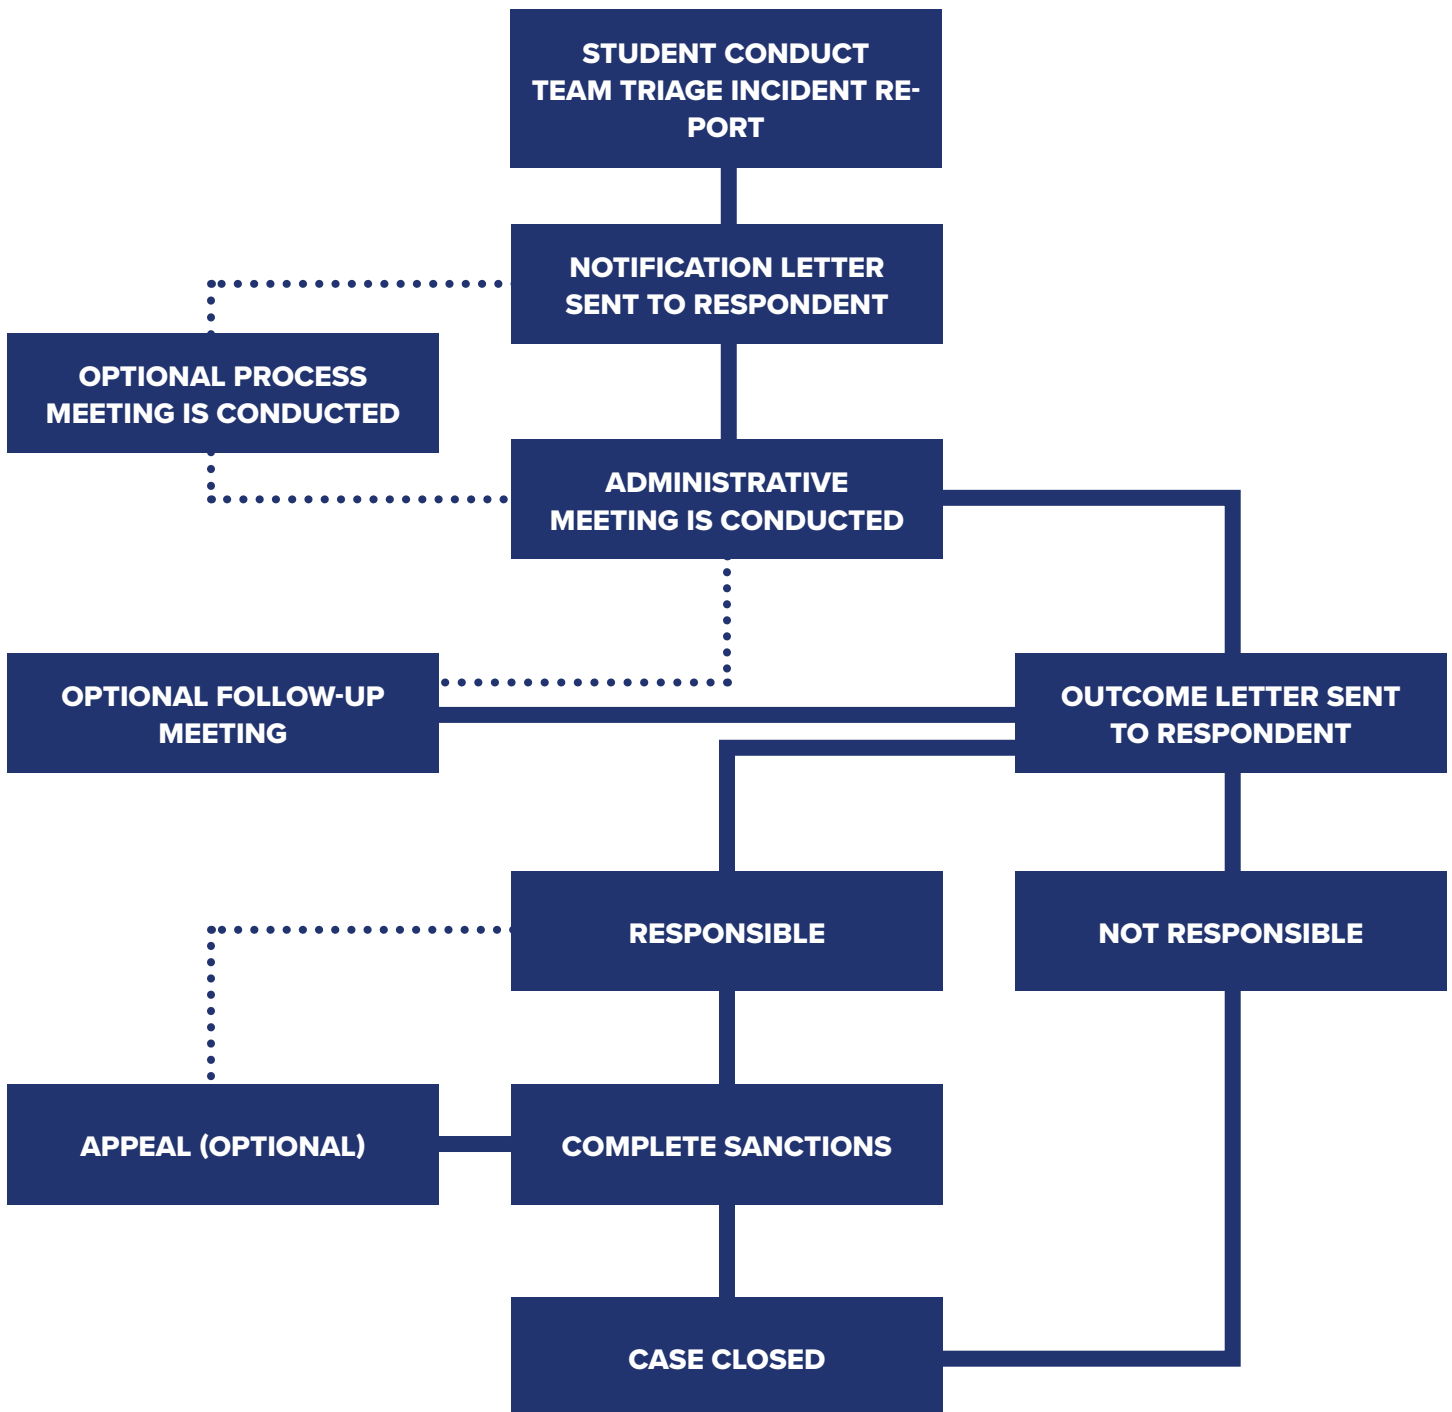 STUDENT CONDUCT
TEAM TRIAGE INCIDENT RE-
PORT
NOTIFICATION LETTER
SENT TO RESPONDENT
OPTIONAL PROCESS
MEETING IS CONDUCTED
ADMINISTRATIVE
MEETING IS CONDUCTED
OPTIONAL FOLLOW-UP
MEETING
OUTCOME LETTER SENT
TO RESPONDENT
RESPONSIBLE
NOT RESPONSIBLE
APPEAL (OPTIONAL)
COMPLETE SANCTIONS
CASE CLOSED